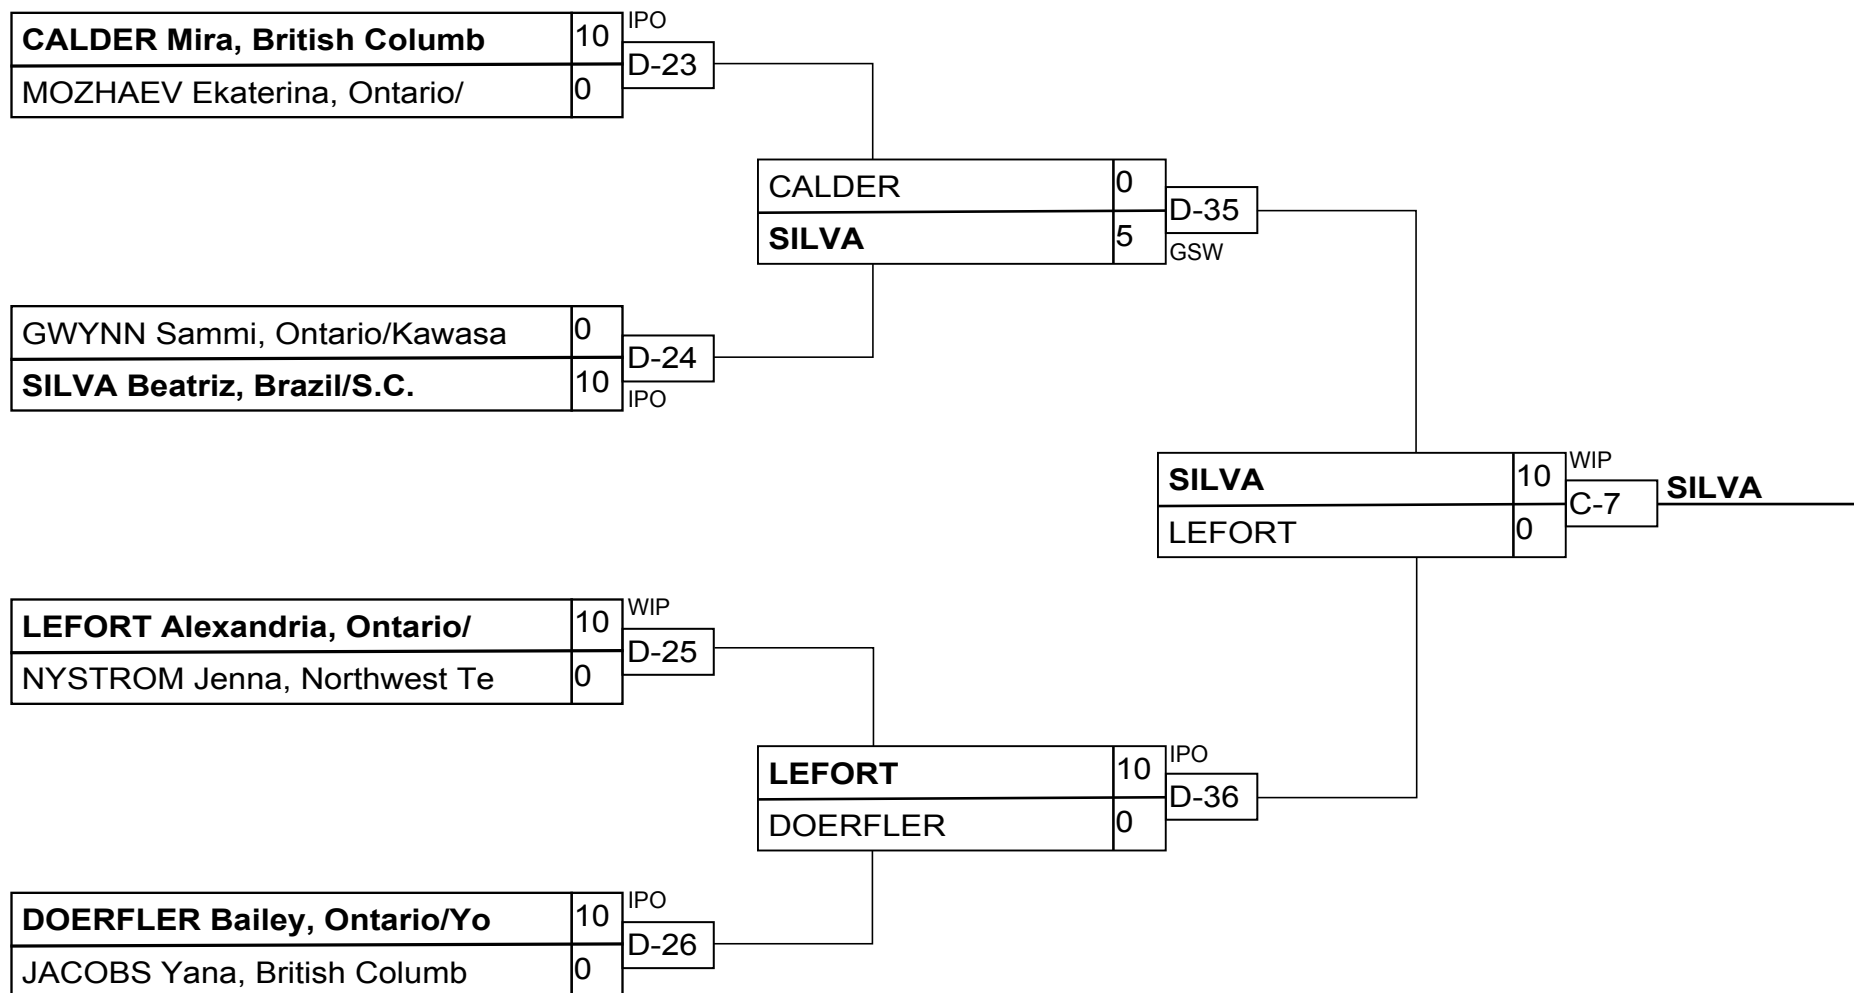 IPO
CALDER Mira, British Columb 10
D-23
MOZHAEV Ekaterina, Ontario/ 0
CALDER 0
D-35
SILVA 5
GSW
GWYNN Sammi, Ontario/Kawasa 0
D-24
SILVA Beatriz, Brazil/S.C. 10
IPO
WIP
SILVA 10
SILVA
C-7
LEFORT 0
WIP
LEFORT Alexandria, Ontario/ 10
D-25
NYSTROM Jenna, Northwest Te 0
IPO
LEFORT 10
D-36
DOERFLER 0
IPO
DOERFLER Bailey, Ontario/Yo 10
D-26
JACOBS Yana, British Columb 0